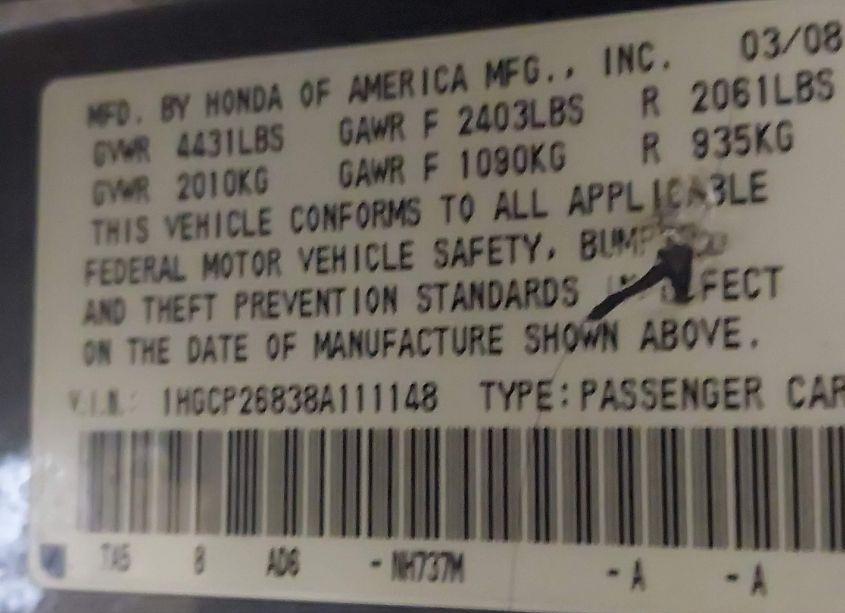 MFD. BY HONDA OF AMERICA MFG., INC. 03/08
GVWR 4431LBS GAWR F 2403LBS R 2061LBS
GVWR 2010KG GAWR F 1090KG R 935KG
THIS VEHICLE CONFORMS TO ALL APPLICABLE
FEDERAL MOTOR VEHICLE SAFETY,
AND THEFT PREVENTION STANDARDS
ON THE DATE OF MANUFACTURE SHOWN ABOVE.
V.I.N.: 1HGCP26838A111148 TYPE: PASSENGER CAR
TA5 8 AD6 - NH737M - A - A